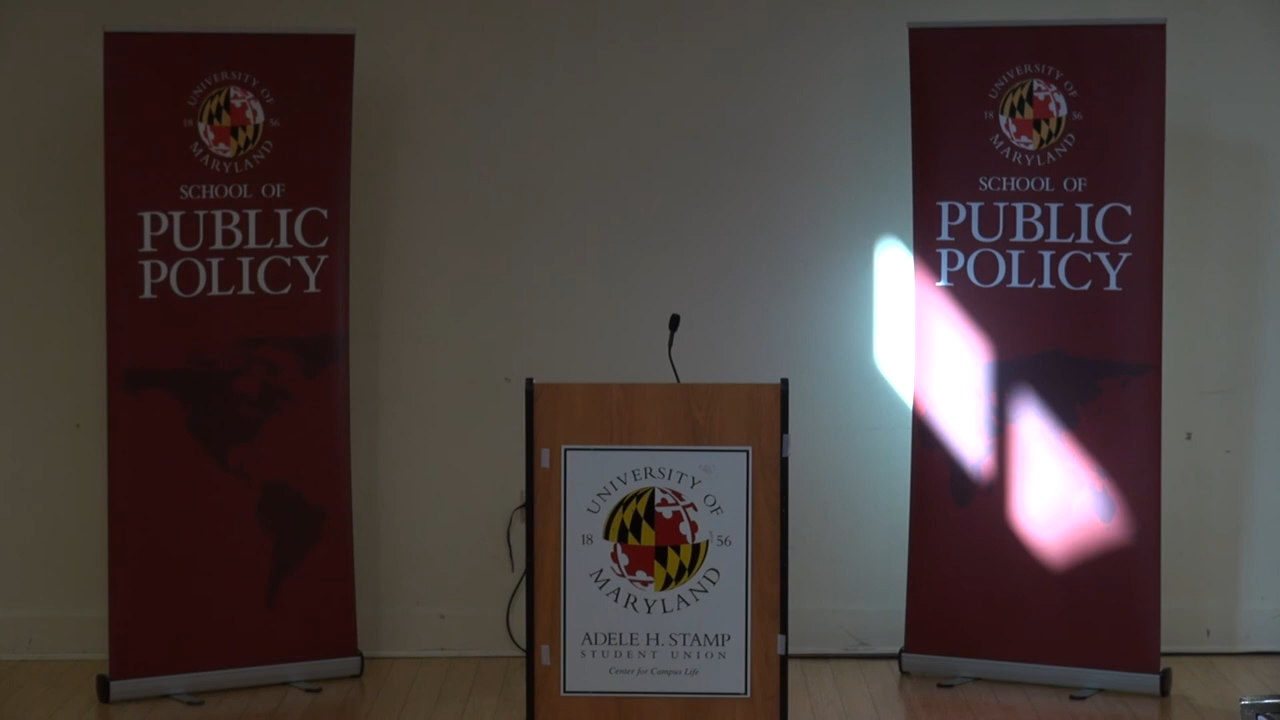 UNIVERSITY OF
18 56
MARYLAND
SCHOOL OF
PUBLIC
POLICY
UNIVERSITY OF
18 56
MARYLAND
ADELE H. STAMP
STUDENT UNION
Center for Campus Life
UNIVERSITY OF
18 56
MARYLAND
SCHOOL OF
PUBLIC
POLICY